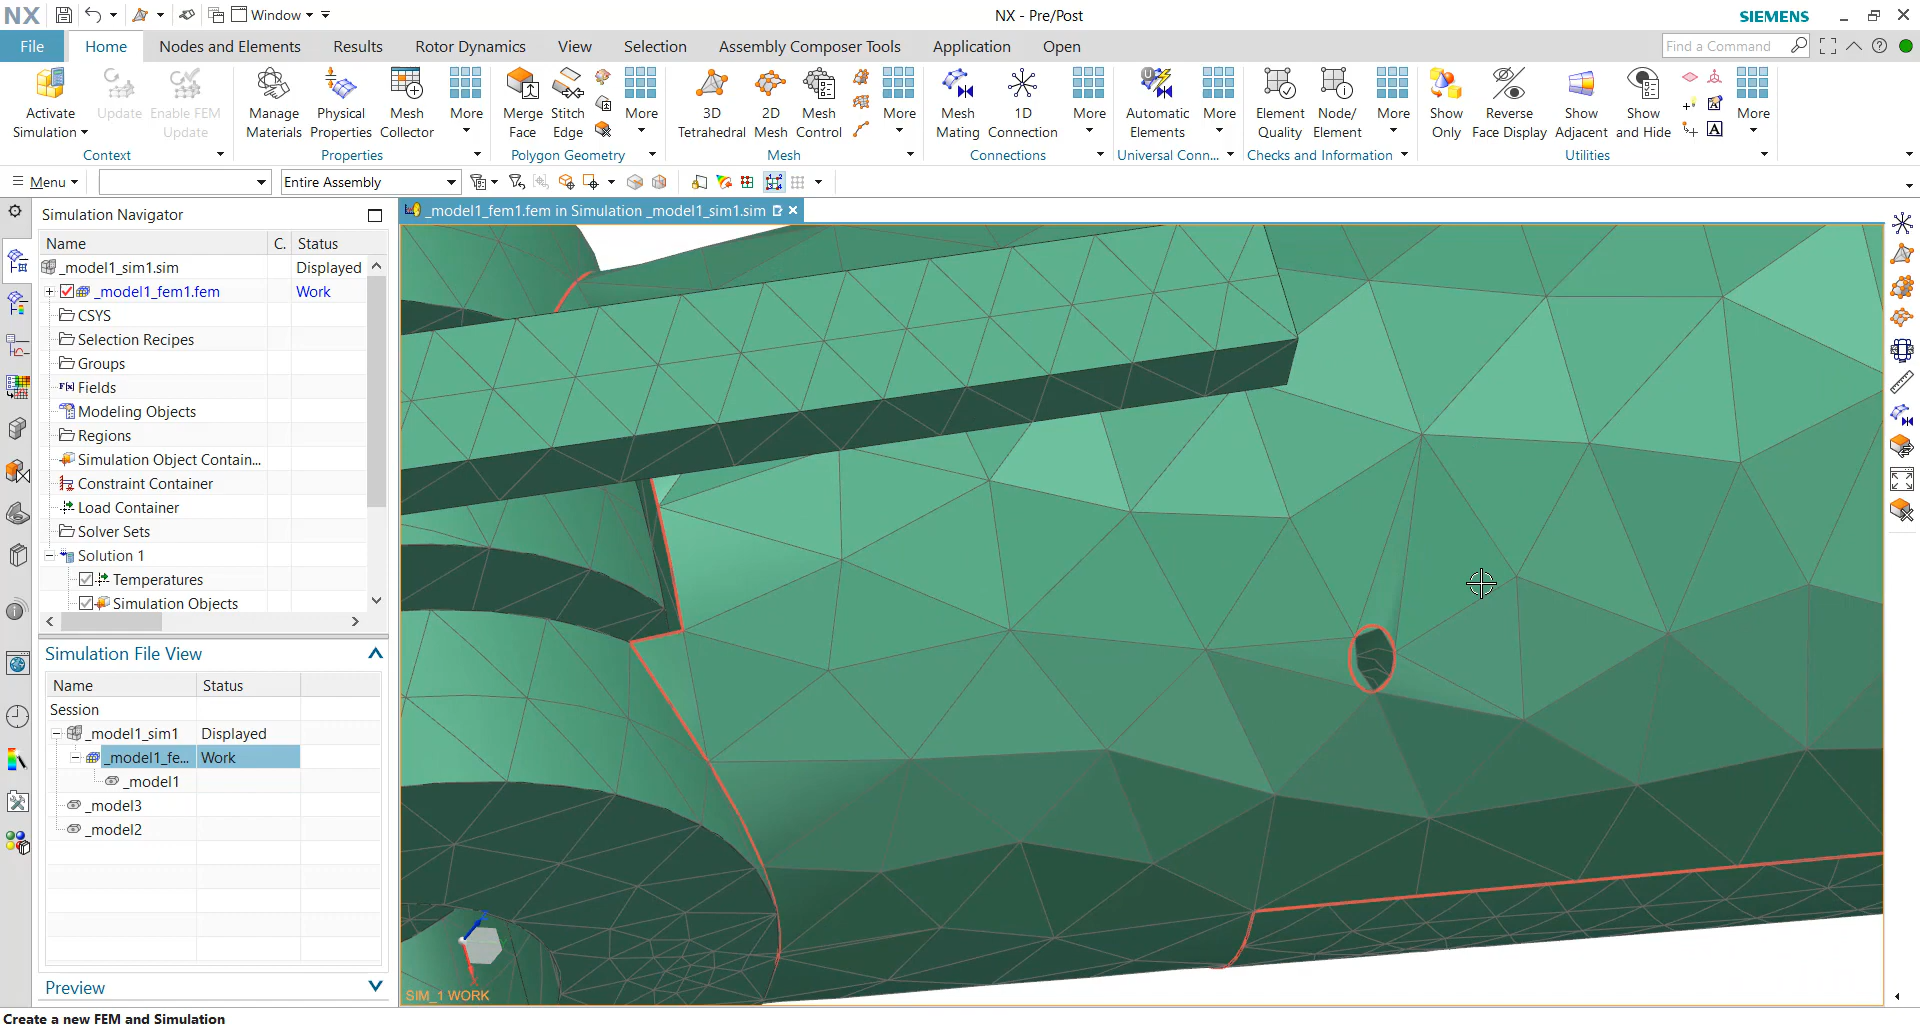 NX
Window
NX - Pre/Post
SIEMENS
File
Home
Nodes and Elements
Results
Rotor Dynamics
View
Selection
Assembly Composer Tools
Application
Open
Find a Command
Activate
Simulation
Update
Enable FEM
Update
Manage
Materials
Physical
Properties
Mesh
Collector
More
Merge
Face
Stitch
Edge
More
3D
Tetrahedral
2D
Mesh
Mesh
Control
More
Mesh
Mating
1D
Connection
More
Automatic
Elements
More
Element
Quality
Node/
Element
More
Show
Only
Reverse
Face Display
Show
Adjacent
Show
and Hide
A
More
Context
Properties
Polygon Geometry
Mesh
Connections
Universal Conn...
Checks and Information
Utilities
Menu
Entire Assembly
Simulation Navigator
_model1_fem1.fem in Simulation _model1_sim1.sim
Name
C.
Status
_model1_sim1.sim
Displayed
_model1_fem1.fem
Work
CSYS
Selection Recipes
Groups
F(x)
Fields
Modeling Objects
Regions
Simulation Object Contain...
Constraint Container
Load Container
Solver Sets
Solution 1
Temperatures
Simulation Objects
Simulation File View
Name
Status
Session
_model1_sim1
Displayed
_model1_fe...
Work
_model1
_model3
_model2
Preview
SIM_1 WORK
Create a new FEM and Simulation